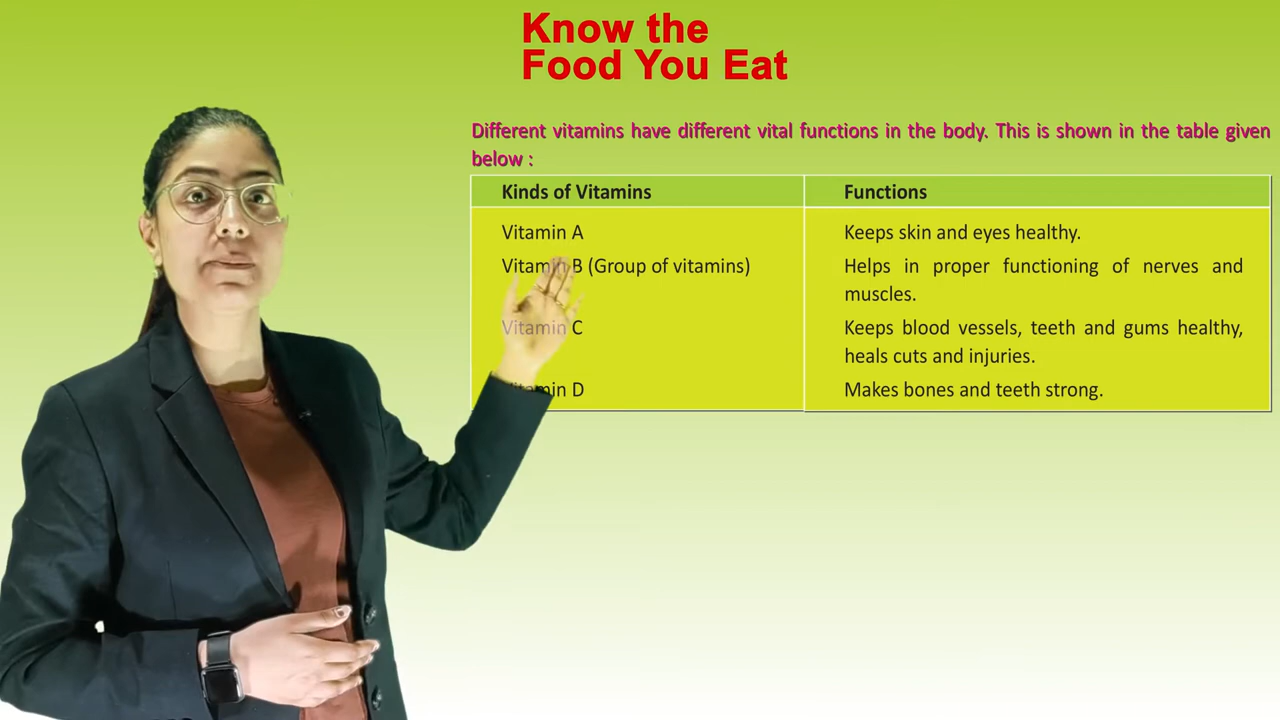 Know the
Food You Eat
Different vitamins have different vital functions in the body. This is shown in the table given
below :
Kinds of Vitamins Functions
Vitamin A Keeps skin and eyes healthy.
Vitamin B (Group of vitamins) Helps in proper functioning of nerves and
muscles.
Vitamin C Keeps blood vessels, teeth and gums healthy,
heals cuts and injuries.
Vitamin D Makes bones and teeth strong.